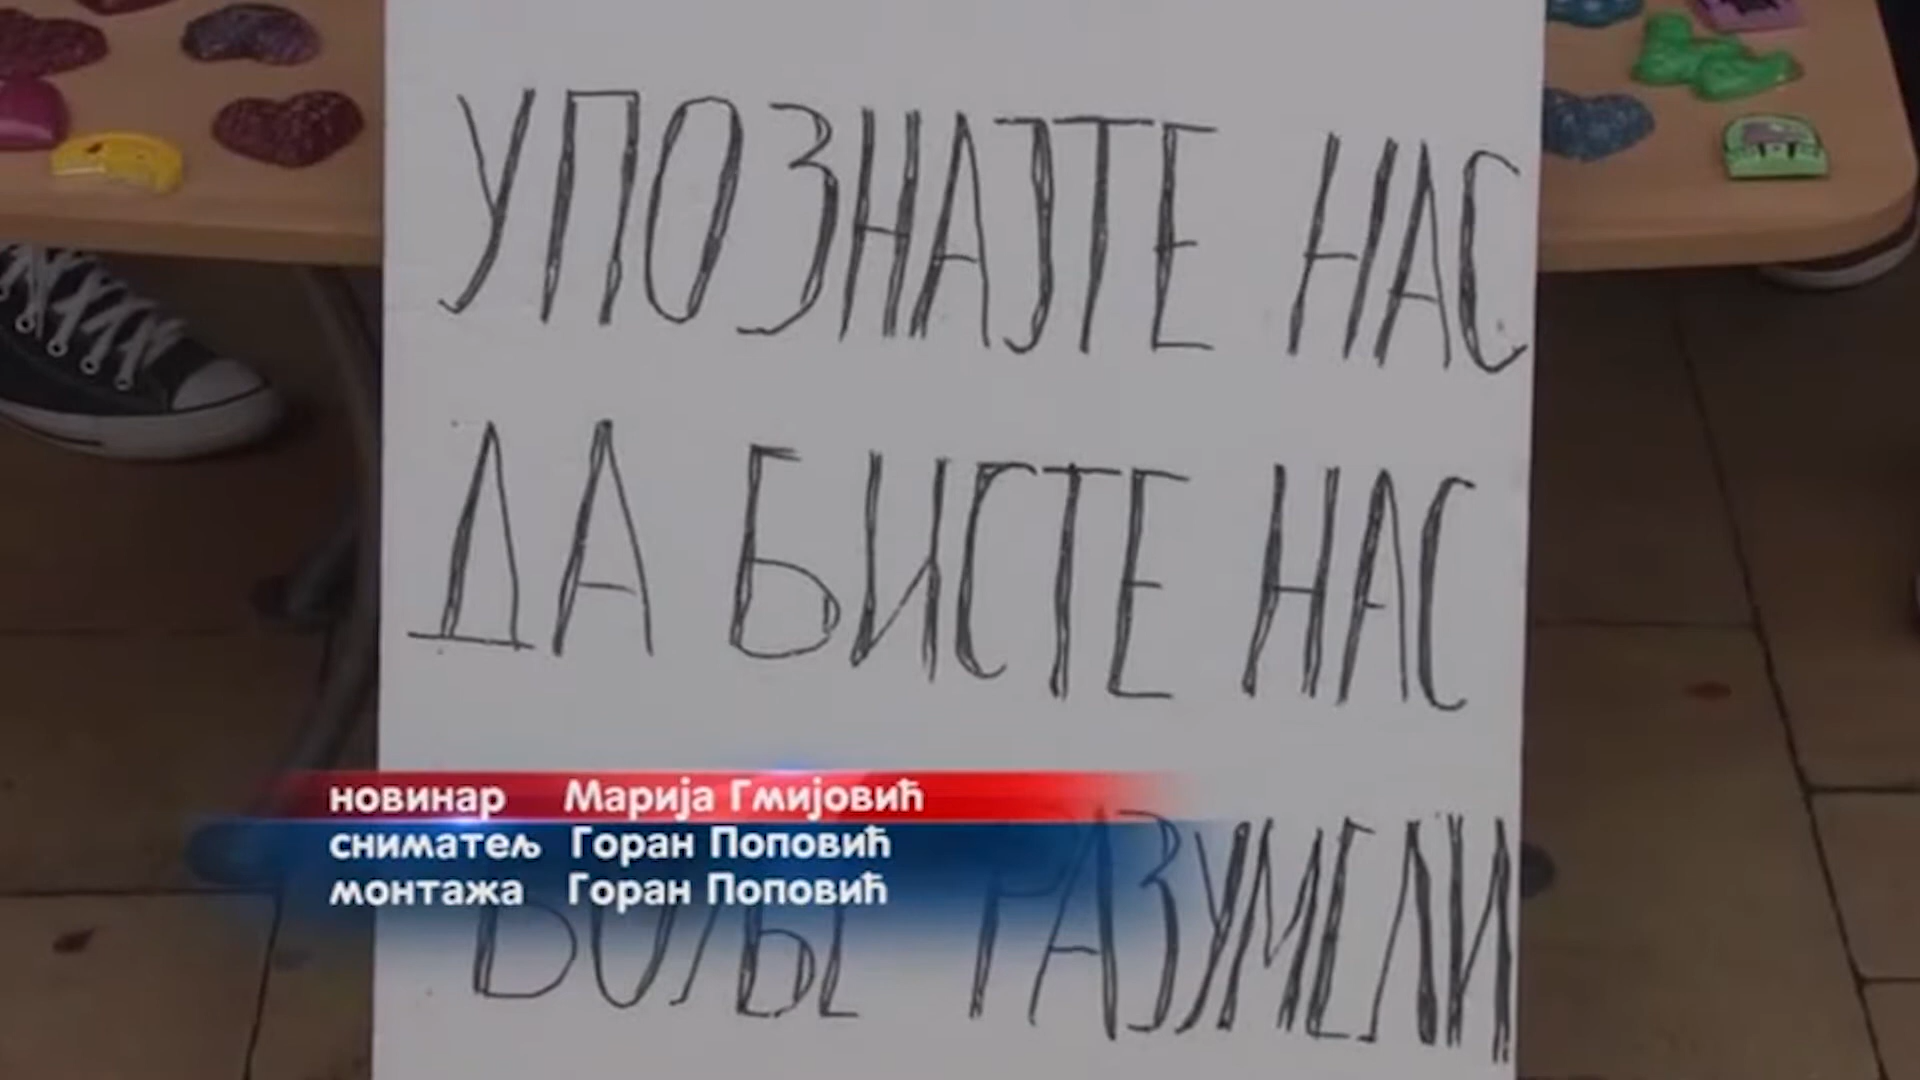 УПОЗНАЈТЕ НАС
ДА БИСТЕ НАС
БОЉЕ РАЗУМЕЛИ
новинар Марија Гмијовић
сниматељ Горан Поповић
монтажа Горан Поповић